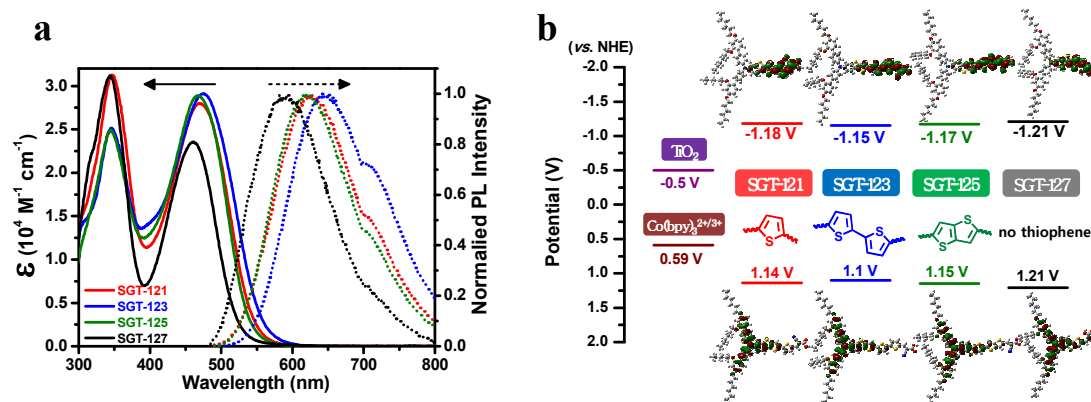 a
ε (10⁴ M⁻¹ cm⁻¹)
3.0
2.5
2.0
1.5
1.0
0.5
0.0
SGT-121
SGT-123
SGT-125
SGT-127
300 400 500 600 700 800
Wavelength (nm)
1.0
0.8
0.6
0.4
0.2
0.0
Normalied PL Intensity
b
(vs. NHE)
Potential (V)
-2.0
-1.5
-1.0
-0.5
0.0
0.5
1.0
1.5
2.0
TiO₂
-0.5 V
Co(bpy)₃²⁺/³⁺
0.59 V
-1.18 V -1.15 V -1.17 V -1.21 V
SGT-121 SGT-123 SGT-125 SGT-127
S S S S S no thiophene
1.14 V 1.1 V 1.15 V 1.21 V